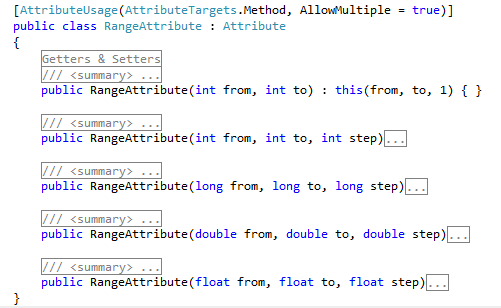 [AttributeUsage(AttributeTargets.Method, AllowMultiple = true)]
public class RangeAttribute : Attribute
{
Getters & Setters
/// <summary> ...
public RangeAttribute(int from, int to) : this(from, to, 1) { }
/// <summary> ...
public RangeAttribute(int from, int to, int step)...
/// <summary> ...
public RangeAttribute(long from, long to, long step)...
/// <summary> ...
public RangeAttribute(double from, double to, double step)...
/// <summary> ...
public RangeAttribute(float from, float to, float step)...
}